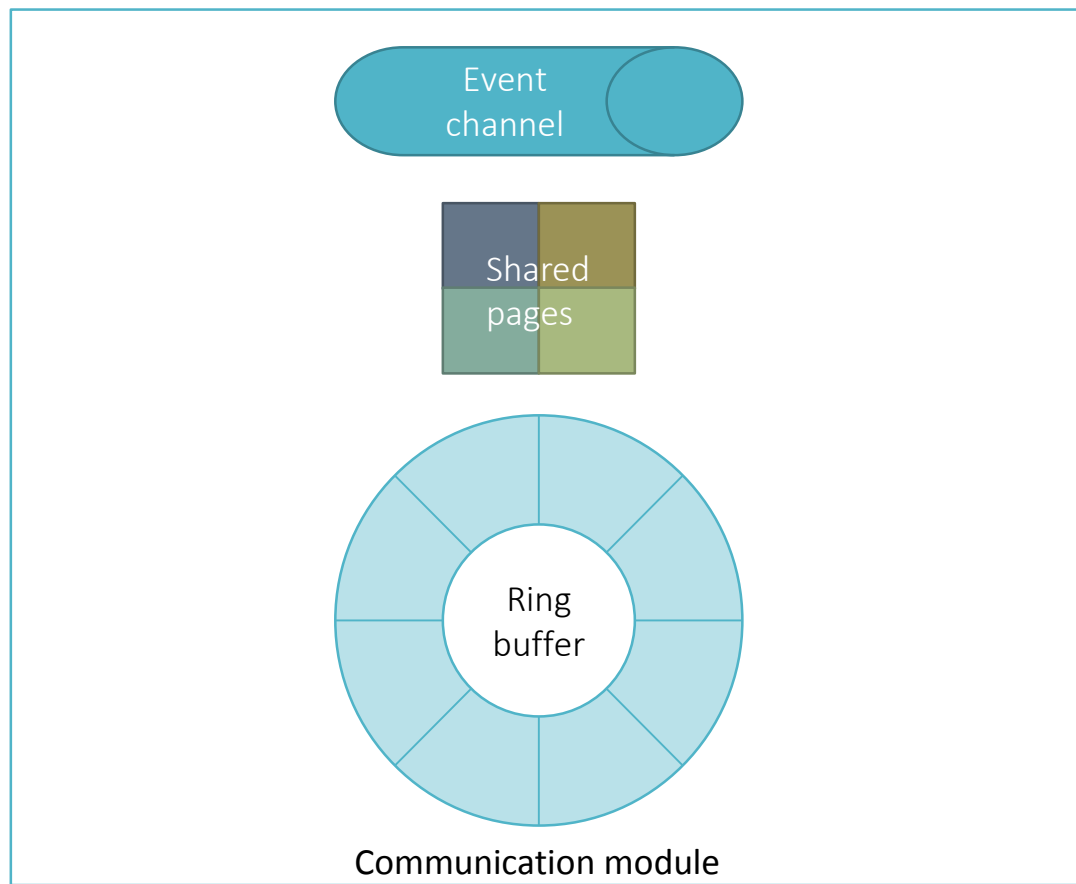 Event
channel
Shared
pages
Ring
buffer
Communication module